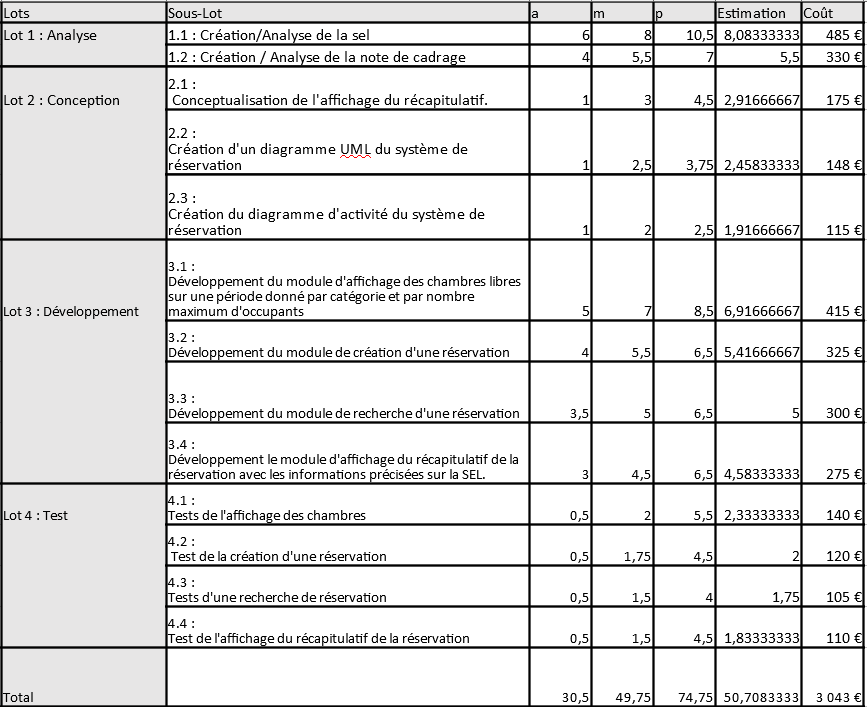 Lots Sous-Lot a m p Estimation Coût
Lot 1 : Analyse 1.1 : Création/Analyse de la sel 6 8 10,5 8,08333333 485 €
1.2 : Création / Analyse de la note de cadrage 4 5,5 7 5,5 330 €
2.1 :
Lot 2 : Conception Conceptualisation de l'affichage du récapitulatif. 1 3 4,5 2,91666667 175 €
2.2 :
Création d'un diagramme UML du système de
réservation 1 2,5 3,75 2,45833333 148 €
2.3 :
Création du diagramme d'activité du système de
réservation 1 2 2,5 1,91666667 115 €
3.1 :
Développement du module d'affichage des chambres libres
sur une période donné par catégorie et par nombre
Lot 3 : Développement maximum d'occupants 5 7 8,5 6,91666667 415 €
3.2 :
Développement du module de création d'une réservation 4 5,5 6,5 5,41666667 325 €
3.3 :
Développement du module de recherche d'une réservation 3,5 5 6,5 5 300 €
3.4 :
Développement le module d'affichage du récapitulatif de la
réservation avec les informations précisées sur la SEL. 3 4,5 6,5 4,58333333 275 €
4.1 :
Lot 4 : Test Tests de l'affichage des chambres 0,5 2 5,5 2,33333333 140 €
4.2 :
Test de la création d'une réservation 0,5 1,75 4,5 2 120 €
4.3 :
Tests d'une recherche de réservation 0,5 1,5 4 1,75 105 €
4.4 :
Test de l'affichage du récapitulatif de la réservation 0,5 1,5 4,5 1,83333333 110 €
Total 30,5 49,75 74,75 50,7083333 3 043 €